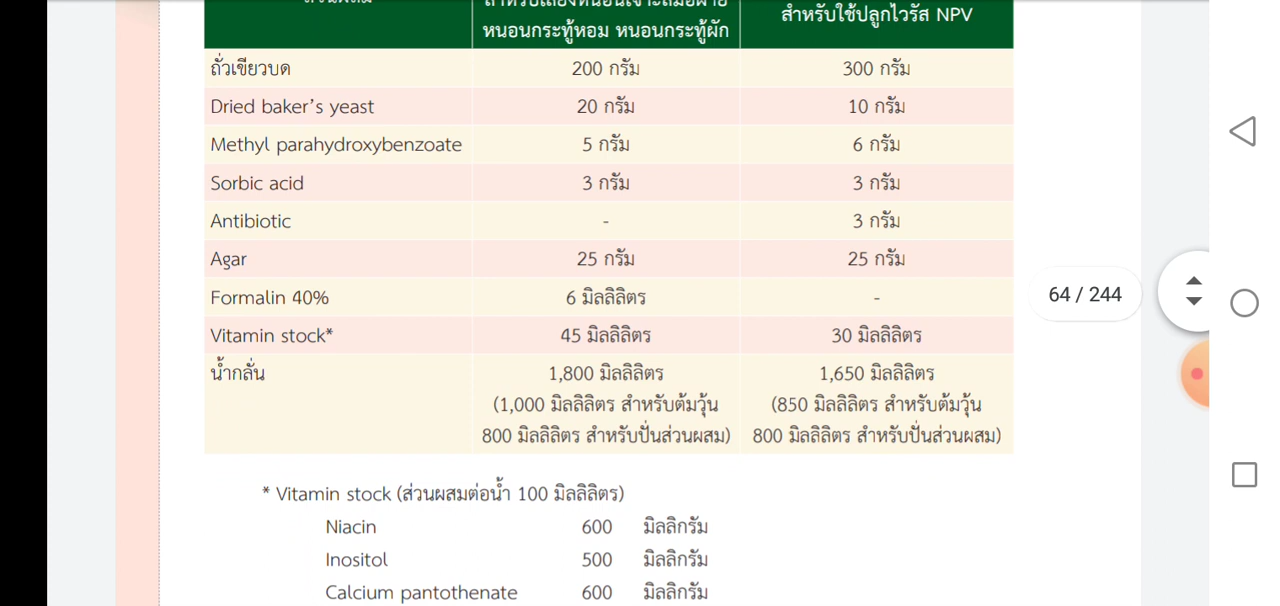 หนอนกระทู้หอม หนอนกระทู้ผัก
สำหรับใช้ปลูกไวรัส NPV
ถั่วเขียวบด 200 กรัม 300 กรัม
Dried baker's yeast 20 กรัม 10 กรัม
Methyl parahydroxybenzoate 5 กรัม 6 กรัม
Sorbic acid 3 กรัม 3 กรัม
Antibiotic - 3 กรัม
Agar 25 กรัม 25 กรัม
Formalin 40% 6 มิลลิลิตร -
Vitamin stock* 45 มิลลิลิตร 30 มิลลิลิตร
น้ำกลั่น 1,800 มิลลิลิตร 1,650 มิลลิลิตร
(1,000 มิลลิลิตร สำหรับต้มวุ้น (850 มิลลิลิตร สำหรับต้มวุ้น
800 มิลลิลิตร สำหรับปั่นส่วนผสม) 800 มิลลิลิตร สำหรับปั่นส่วนผสม)
64 / 244
* Vitamin stock (ส่วนผสมต่อน้ำ 100 มิลลิลิตร)
Niacin 600 มิลลิกรัม
Inositol 500 มิลลิกรัม
Calcium pantothenate 600 มิลลิกรัม